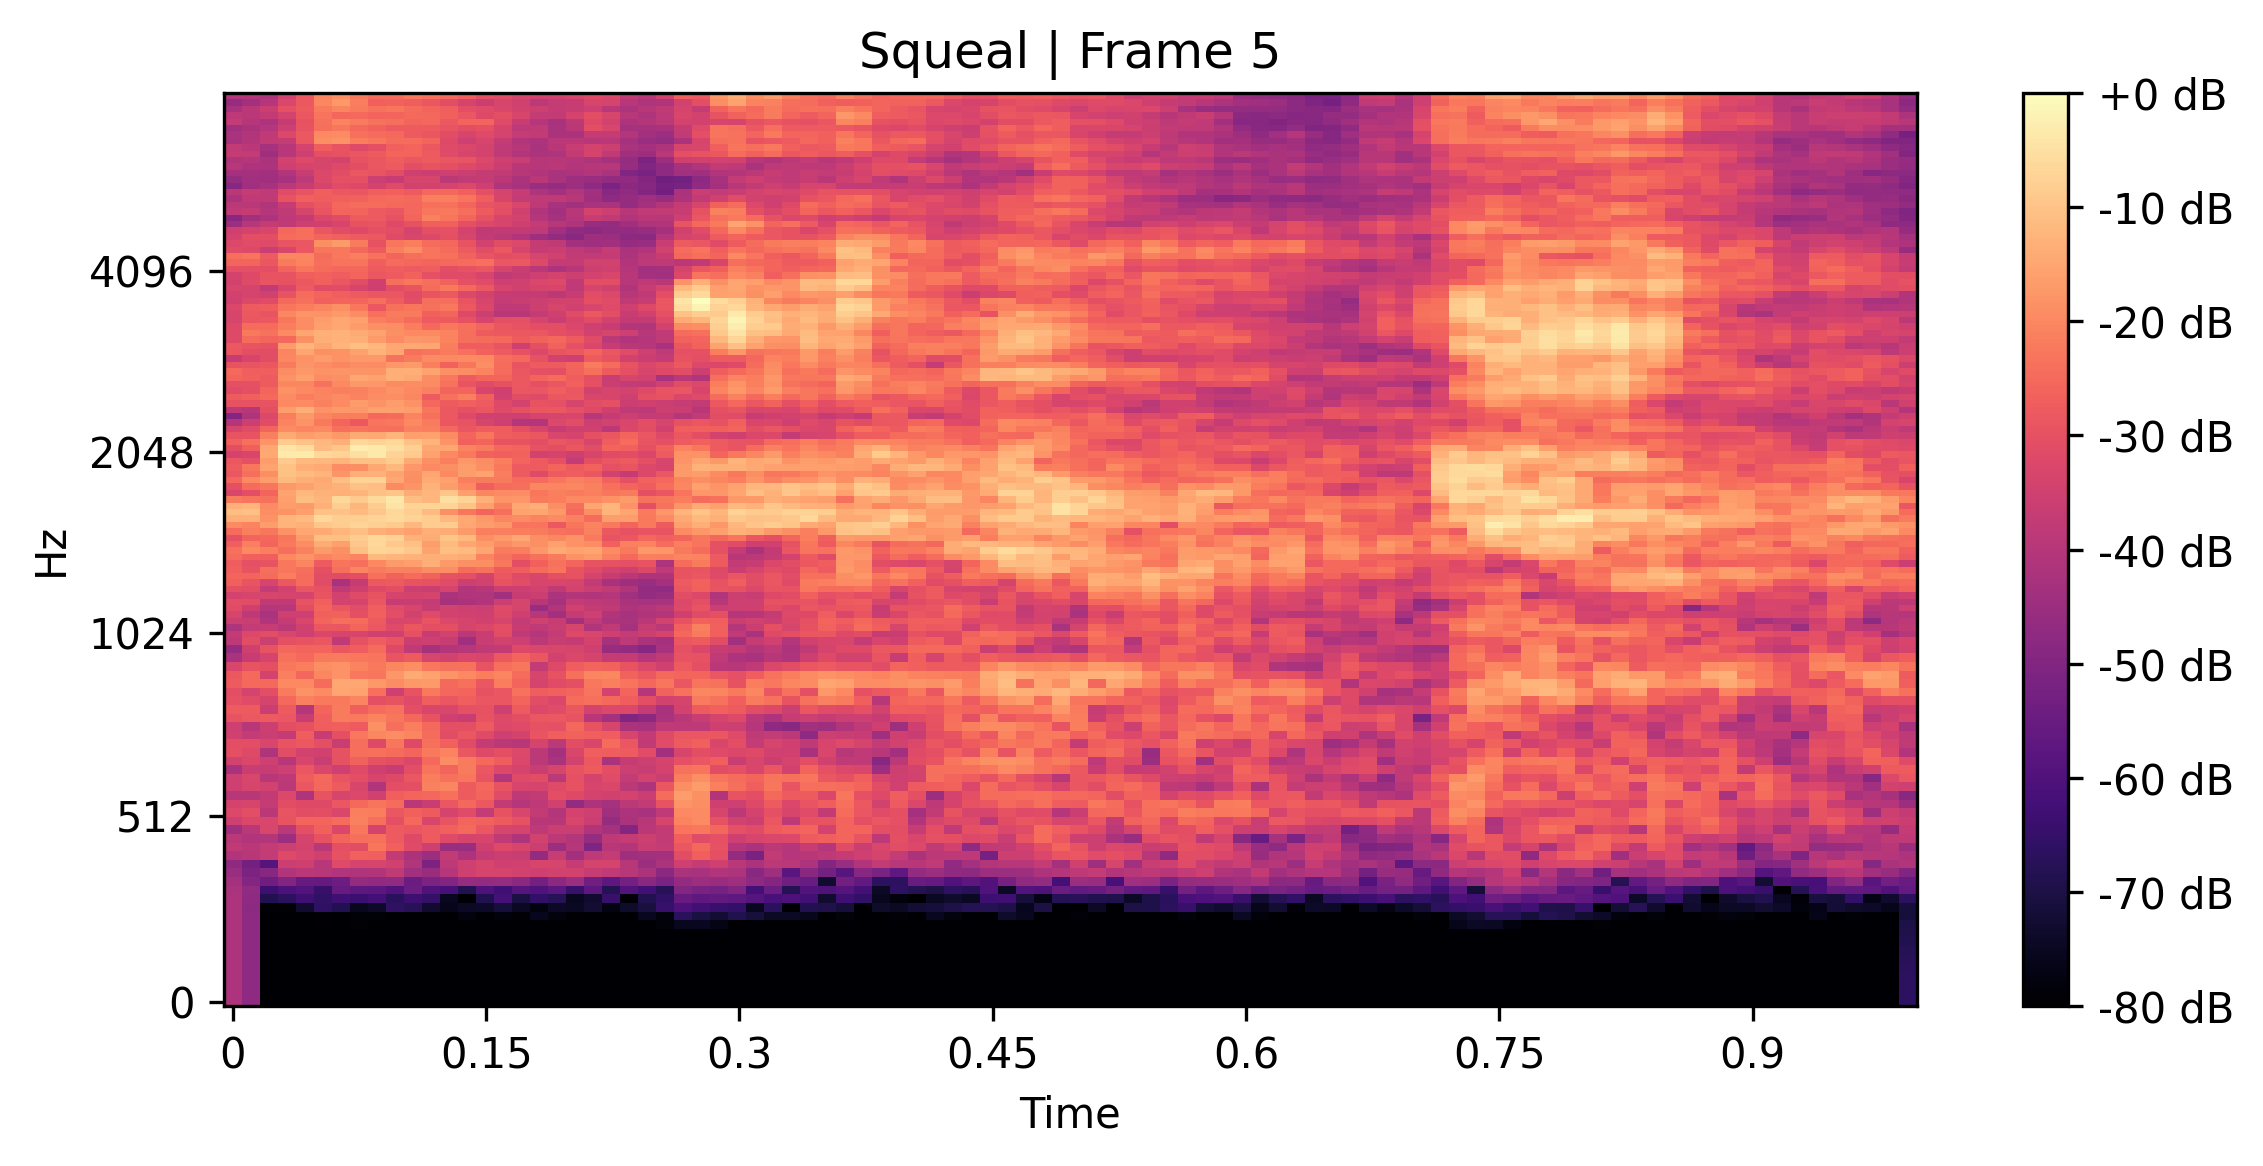 Squeal | Frame 5
Hz
4096
2048
1024
512
0
0 0.15 0.3 0.45 0.6 0.75 0.9
Time
+0 dB
-10 dB
-20 dB
-30 dB
-40 dB
-50 dB
-60 dB
-70 dB
-80 dB